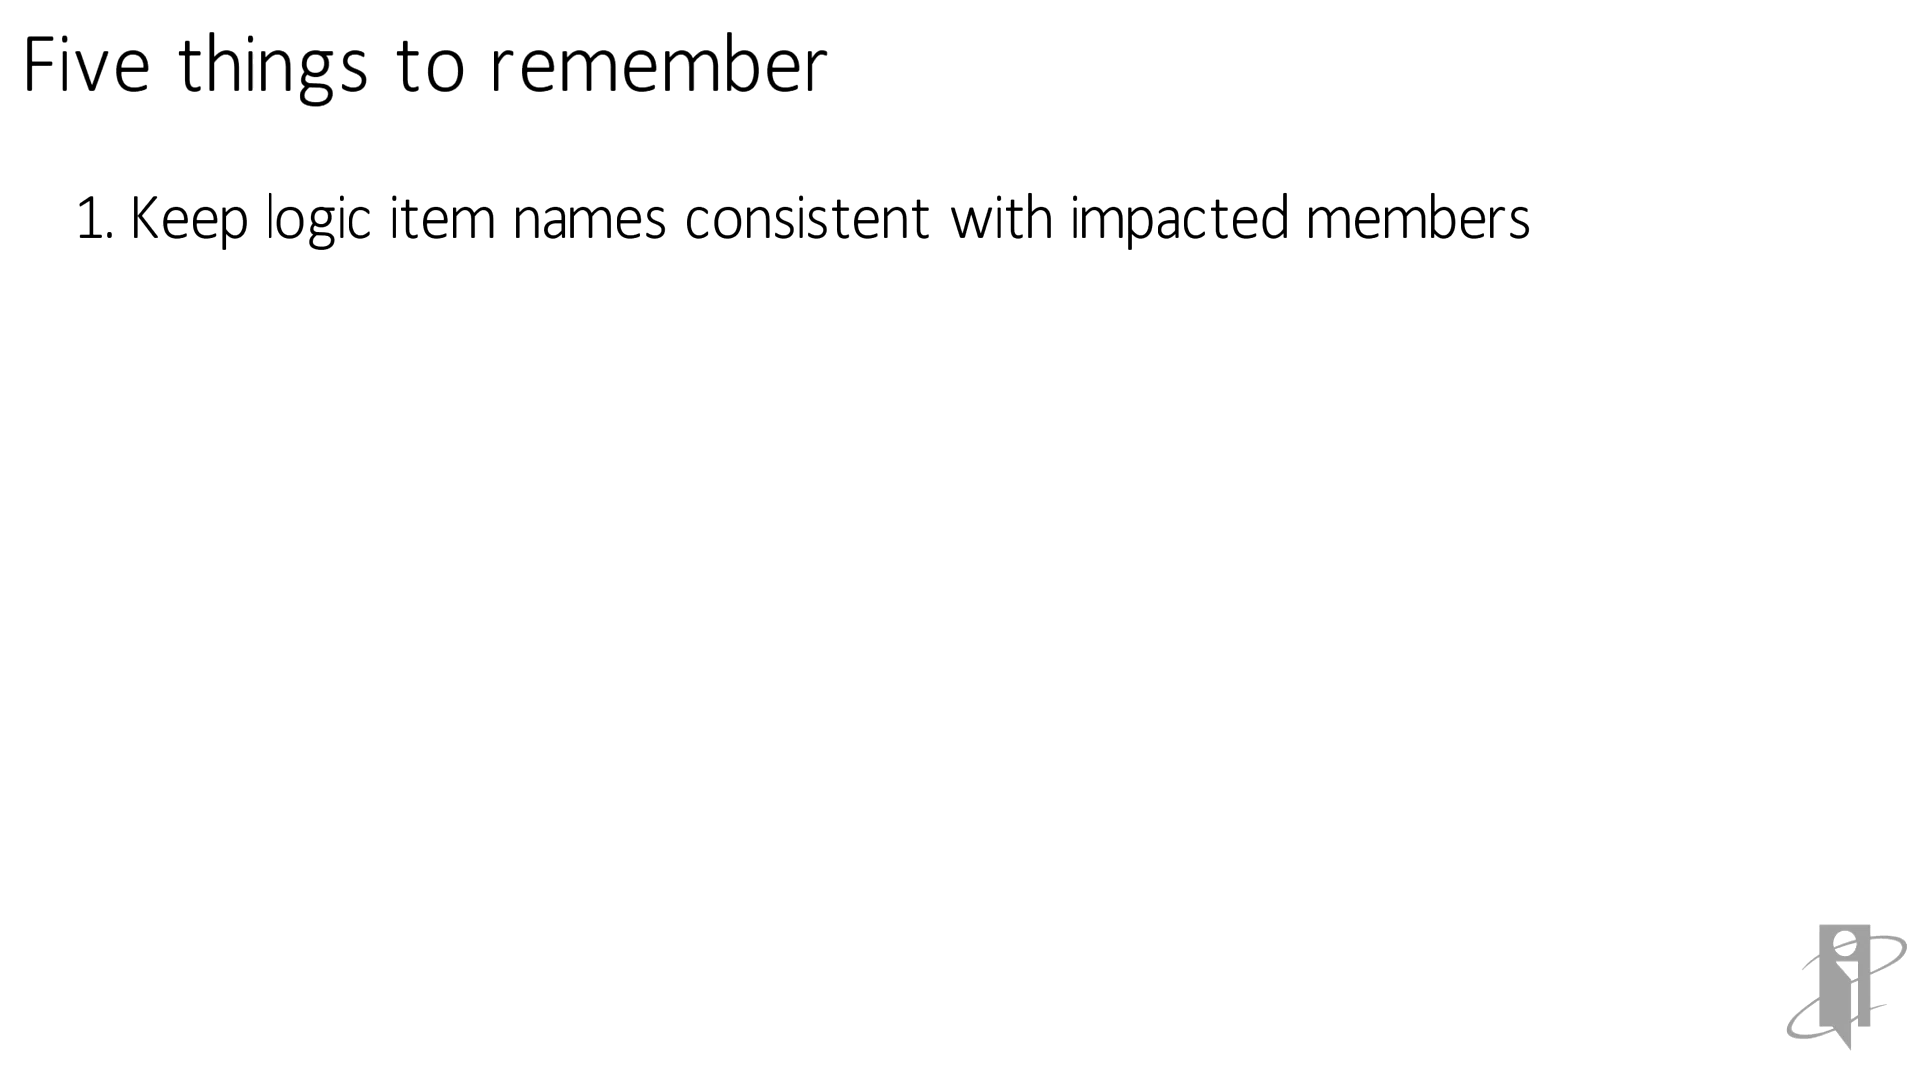 Five things to remember
1. Keep logic item names consistent with impacted members